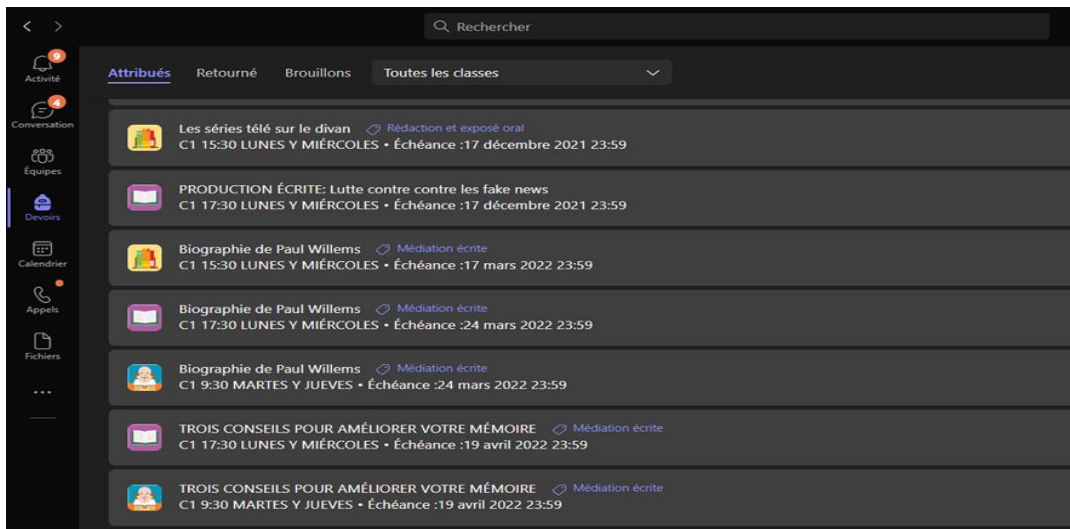 Rechercher
9
Activité
4
Conversation
Équipes
Devoirs
Calendrier
Appels
Fichiers
Attribués Retourné Brouillons Toutes les classes
Les séries télé sur le divan Rédaction et exposé oral
C1 15:30 LUNES Y MIÉRCOLES • Échéance :17 décembre 2021 23:59
PRODUCTION ÉCRITE: Lutte contre contre les fake news
C1 17:30 LUNES Y MIÉRCOLES • Échéance :17 décembre 2021 23:59
Biographie de Paul Willems Médiation écrite
C1 15:30 LUNES Y MIÉRCOLES • Échéance :17 mars 2022 23:59
Biographie de Paul Willems Médiation écrite
C1 17:30 LUNES Y MIÉRCOLES • Échéance :24 mars 2022 23:59
Biographie de Paul Willems Médiation écrite
C1 9:30 MARTES Y JUEVES • Échéance :24 mars 2022 23:59
TROIS CONSEILS POUR AMÉLIORER VOTRE MÉMOIRE Médiation écrite
C1 17:30 LUNES Y MIÉRCOLES • Échéance :19 avril 2022 23:59
TROIS CONSEILS POUR AMÉLIORER VOTRE MÉMOIRE Médiation écrite
C1 9:30 MARTES Y JUEVES • Échéance :19 avril 2022 23:59